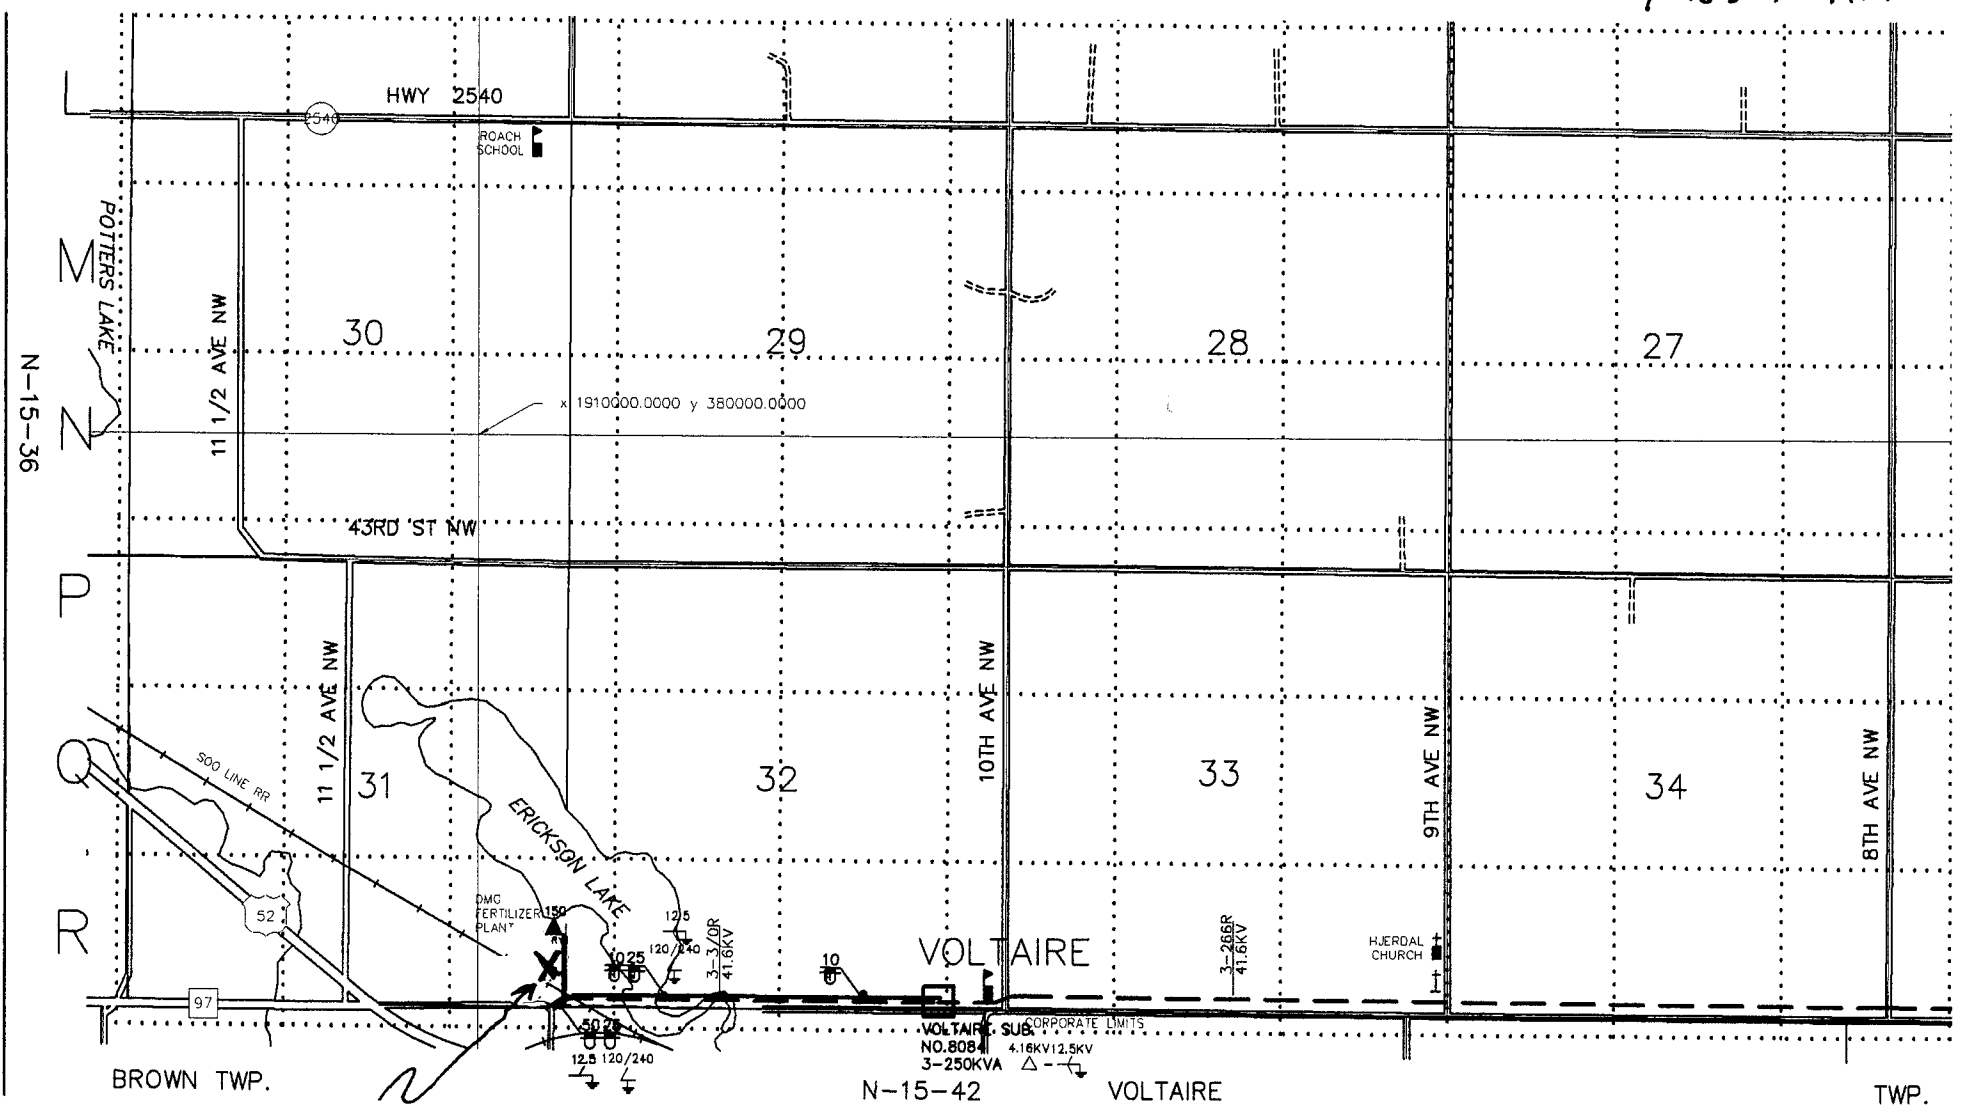 L
HWY 2540
2540
ROACH
SCHOOL
POTTERS LAKE
M
11 1/2 AVE NW
30
29
28
27
N-15-36
x 1910000.0000 y 380000.0000
N
43RD ST NW
P
11 1/2 AVE NW
10TH AVE NW
9TH AVE NW
8TH AVE NW
Q
SOO LINE RR
31
32
33
34
ERICKSON LAKE
52
R
FERTILIZER
PLANT
150
X
12.5
120/240
10 25
3-3/0R
41.6KV
10
VOLTAIRE
3-266R
41.6KV
HJERDAL
CHURCH
97
50 25
12.5 120/240
VOLTAIRE SUB.
NO.8084
3-250KVA
CORPORATE LIMITS
4.16KV 12.5KV
BROWN TWP.
N
N-15-42
VOLTAIRE
TWP.